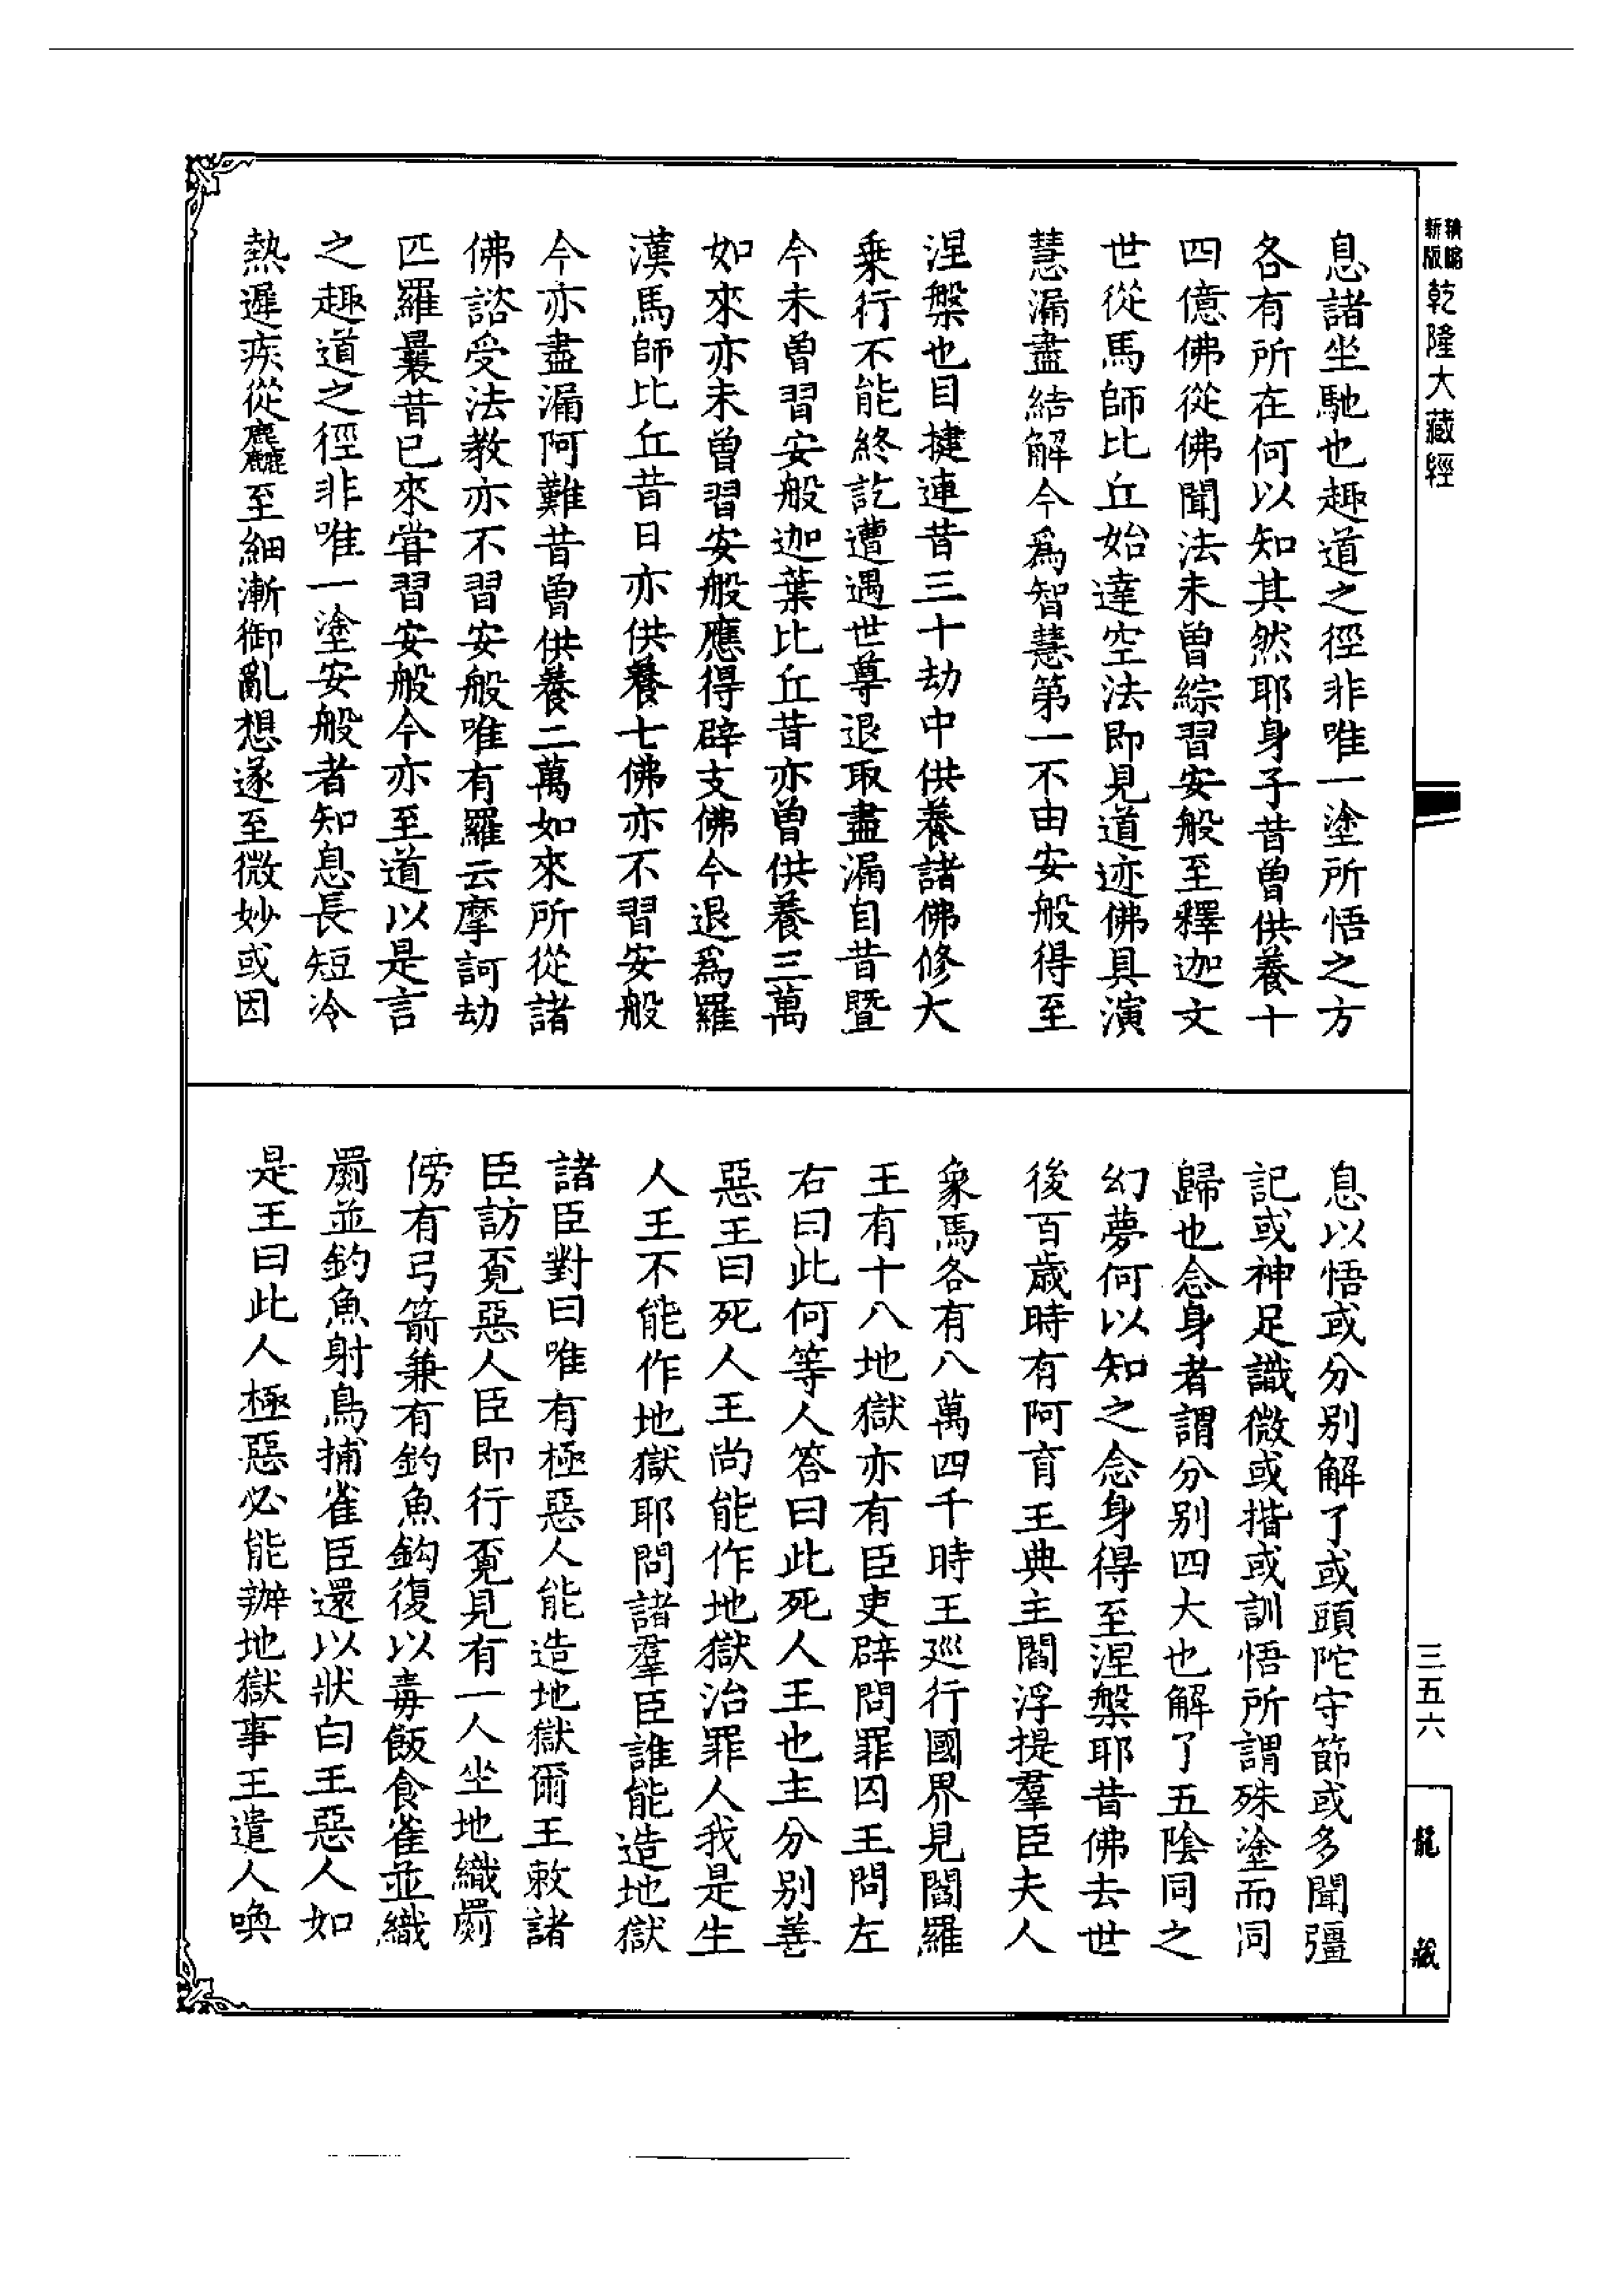 新版
精縮
乾隆大藏經
息諸坐馳也趣道之徑非唯一塗所悟之方
各有所在何以知其然耶身子昔曽供養十
四億佛從佛聞法未曽綜習安般至釋迦文
世從馬師比丘始達空法即見道迹佛具演
慧漏盡結解今為智慧第一不由安般得至
涅槃也目揵連昔三十劫中供養諸佛修大
乗行不能終訖遭遇世尊退取盡漏自昔曁
今未曽習安般迦葉比丘昔亦曽供養三萬
如來亦未曽習安般應得辟支佛今退為羅
漢馬師比丘昔日亦供養七佛亦不習安般
今亦盡漏阿難昔曽供養二萬如來所從諸
佛諮受法教亦不習安般唯有羅云摩訶劫
匹羅曩昔已來甞習安般今亦至道以是言
之趣道之徑非唯一塗安般者知息長短冷
熱遲疾從麤至細漸御亂想遂至微妙或因
息以悟或分別解了或頭陀守節或多聞彊
記或神足識微或揩或訓悟所謂殊塗而同
歸也念身者謂分別四大也解了五陰同之
幻夢何以知之念身得至涅槃耶昔佛去世
後百歲時有阿育王典主閻浮提羣臣夫人
象馬各有八萬四千時王巡行國界見閻羅
王有十八地獄亦有臣吏辟問罪囚王問左
右曰此何等人答曰此死人王也主分別善
惡王曰死人王尚能作地獄治罪人我是生
人王不能作地獄耶問諸羣臣誰能造地獄
諸臣對曰唯有極惡人能造地獄爾王敕諸
臣訪覔惡人臣即行覔見有一人坐地織罽
傍有弓箭兼有釣魚鉤復以毒飯食雀並織
罽並釣魚射鳥捕雀臣還以狀白王惡人如
是王曰此人極惡必能辦地獄事王遣人喚
三五六
龍藏